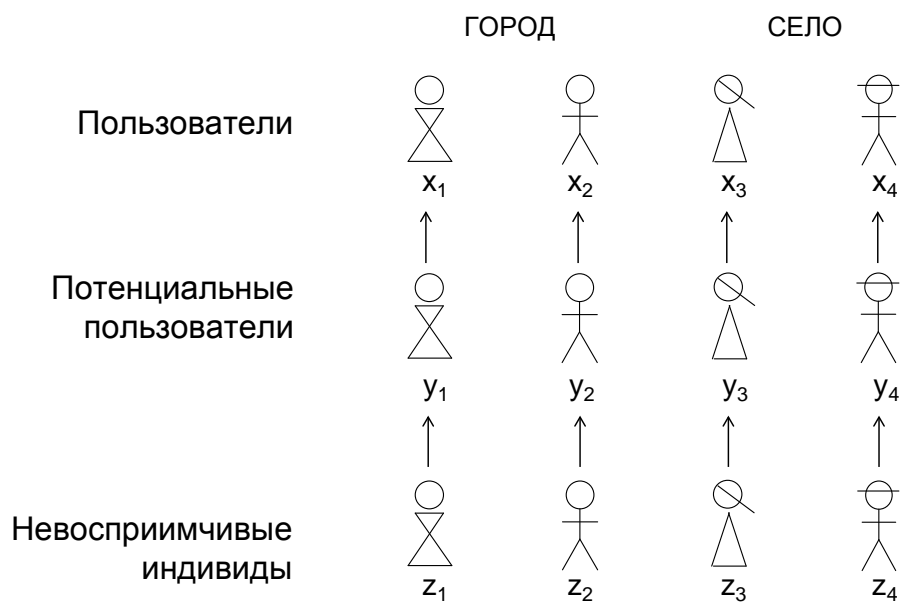 ГОРОД СЕЛО
Пользователи
x₁ x₂ x₃ x₄
Потенциальные
пользователи
y₁ y₂ y₃ y₄
Невосприимчивые
индивиды
z₁ z₂ z₃ z₄